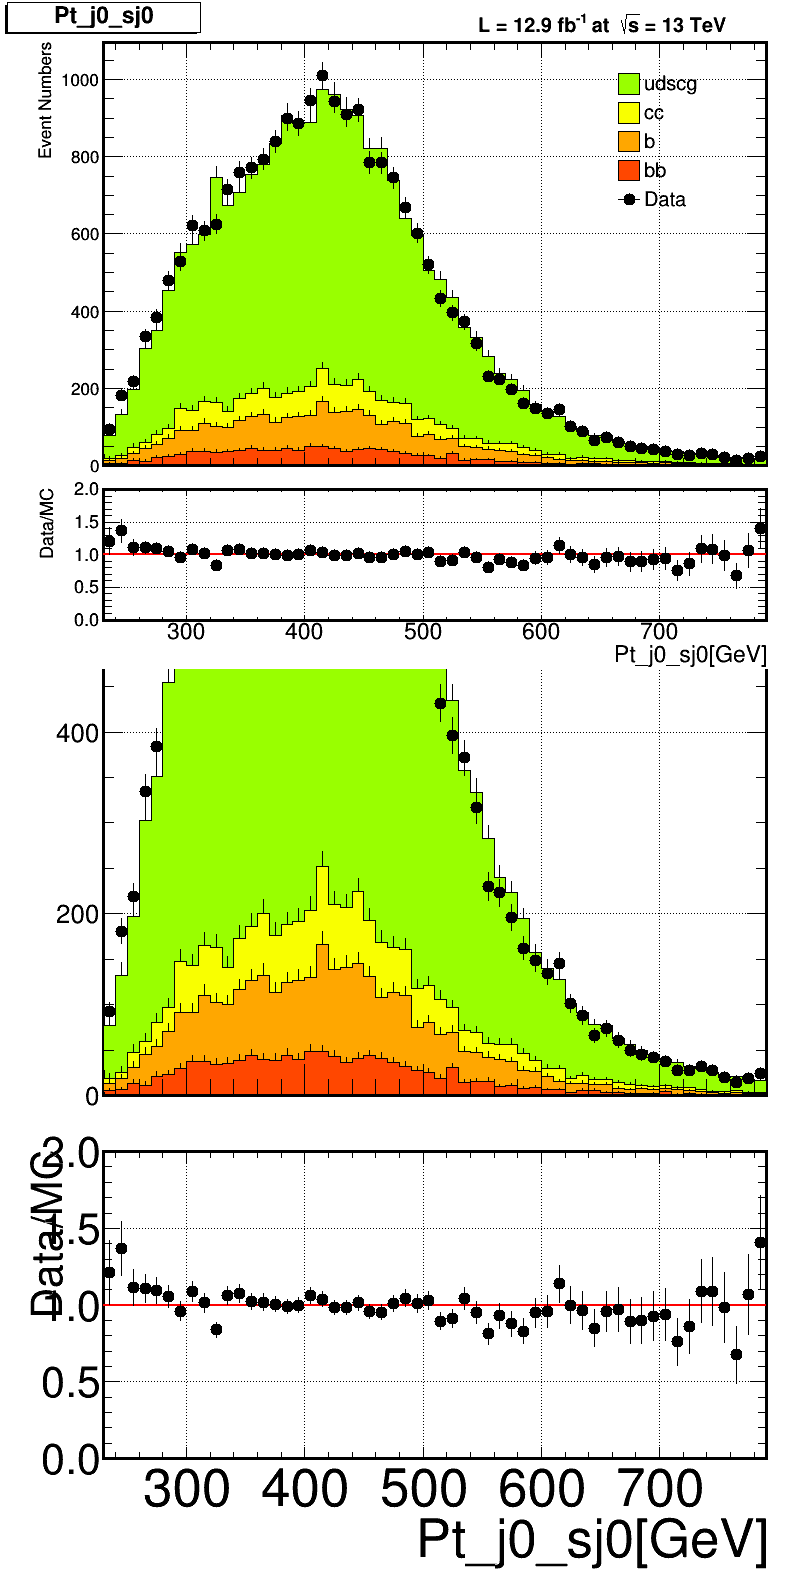 Pt_j0_sj0
L = 12.9 fb⁻¹ at √s = 13 TeV
Event Numbers
1000
800
600
400
200
0
udscg
cc
b
bb
Data
Data/MC
2.0
1.5
1.0
0.5
0.0
300 400 500 600 700
Pt_j0_sj0[GeV]
400
200
0
Data/MC
2.0
1.5
1.0
0.5
0.0
300 400 500 600 700
Pt_j0_sj0[GeV]